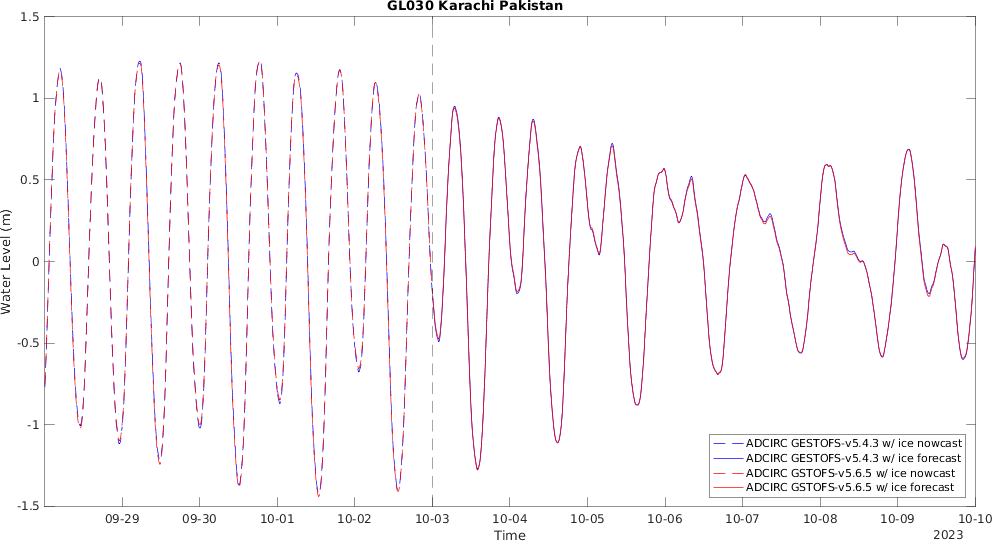 GL030 Karachi Pakistan
1.5
1
0.5
0
-0.5
-1
-1.5
Water Level (m)
ADCIRC GESTOFS-v5.4.3 w/ ice nowcast
ADCIRC GESTOFS-v5.4.3 w/ ice forecast
ADCIRC GSTOFS-v5.6.5 w/ ice nowcast
ADCIRC GSTOFS-v5.6.5 w/ ice forecast
09-29 09-30 10-01 10-02 10-03 10-04 10-05 10-06 10-07 10-08 10-09 10-10
Time
2023